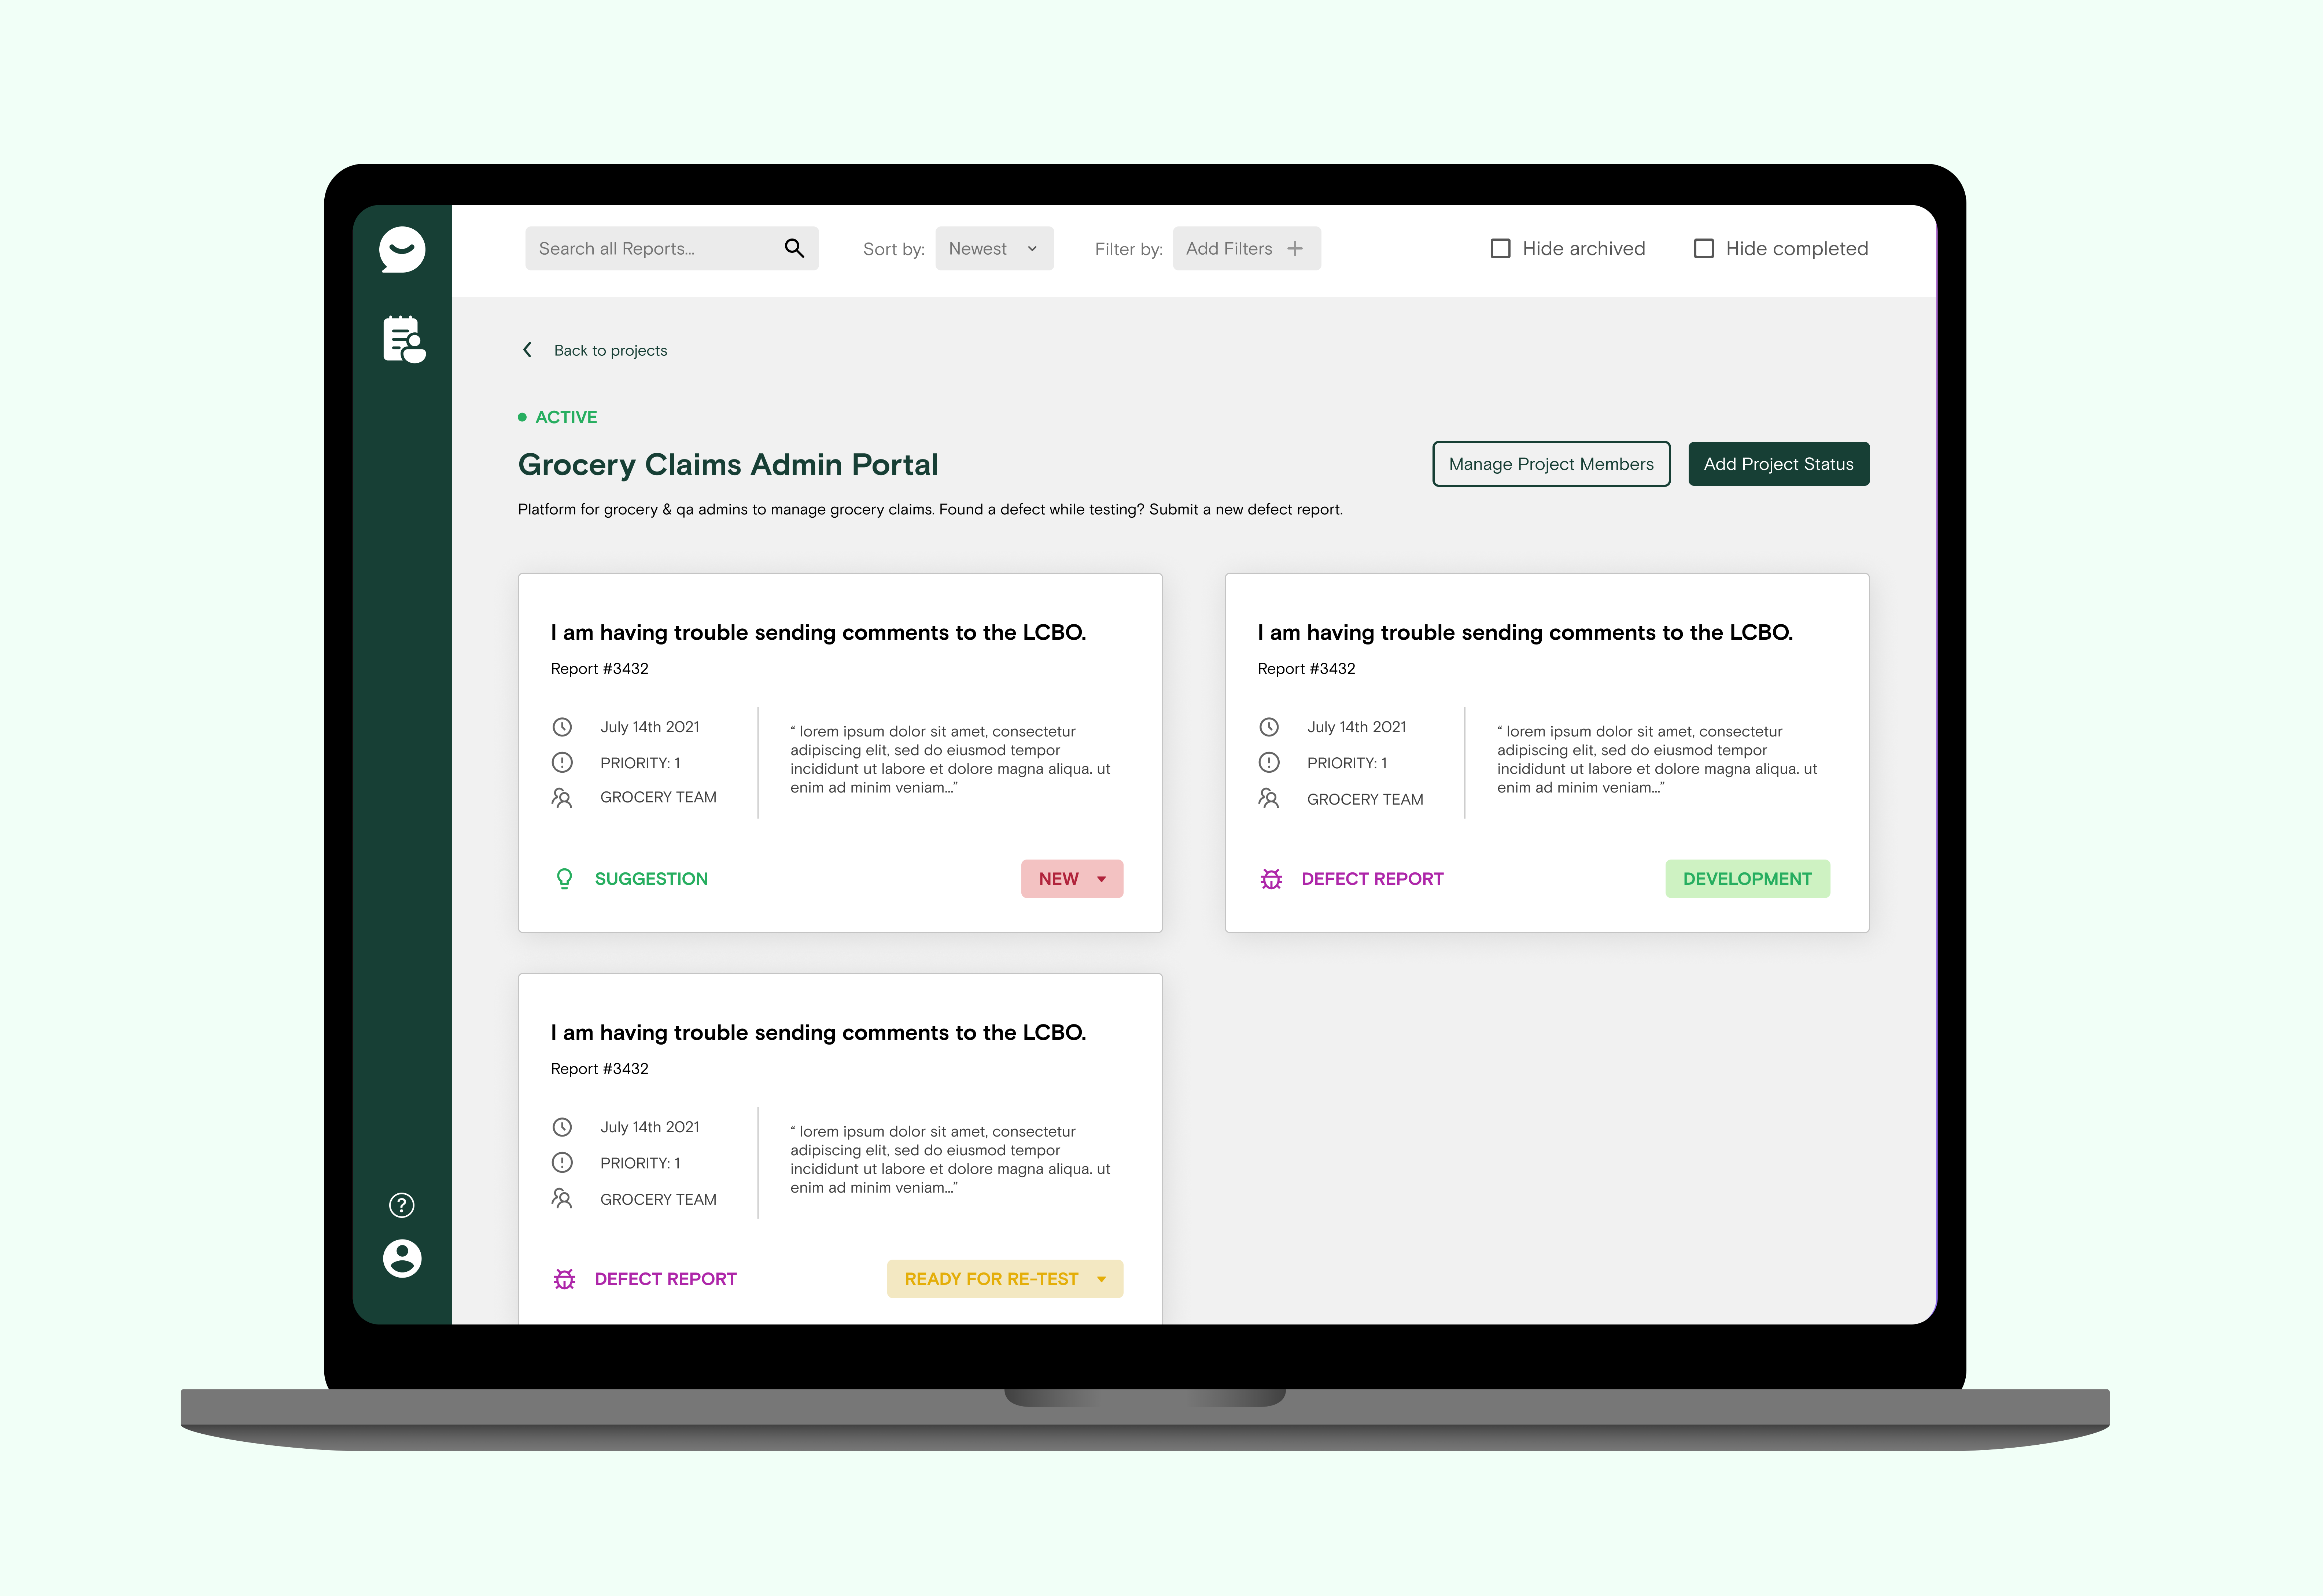 Search all Reports...
Sort by:
Newest
Filter by:
Add Filters
Hide archived
Hide completed
Back to projects
ACTIVE
Grocery Claims Admin Portal
Manage Project Members
Add Project Status
Platform for grocery & qa admins to manage grocery claims. Found a defect while testing? Submit a new defect report.
I am having trouble sending comments to the LCBO.
Report #3432
July 14th 2021
PRIORITY: 1
GROCERY TEAM
“ lorem ipsum dolor sit amet, consectetur
adipiscing elit, sed do eiusmod tempor
incididunt ut labore et dolore magna aliqua. ut
enim ad minim veniam...”
SUGGESTION
NEW
I am having trouble sending comments to the LCBO.
Report #3432
July 14th 2021
PRIORITY: 1
GROCERY TEAM
“ lorem ipsum dolor sit amet, consectetur
adipiscing elit, sed do eiusmod tempor
incididunt ut labore et dolore magna aliqua. ut
enim ad minim veniam...”
DEFECT REPORT
DEVELOPMENT
I am having trouble sending comments to the LCBO.
Report #3432
July 14th 2021
PRIORITY: 1
GROCERY TEAM
“ lorem ipsum dolor sit amet, consectetur
adipiscing elit, sed do eiusmod tempor
incididunt ut labore et dolore magna aliqua. ut
enim ad minim veniam...”
DEFECT REPORT
READY FOR RE-TEST
?